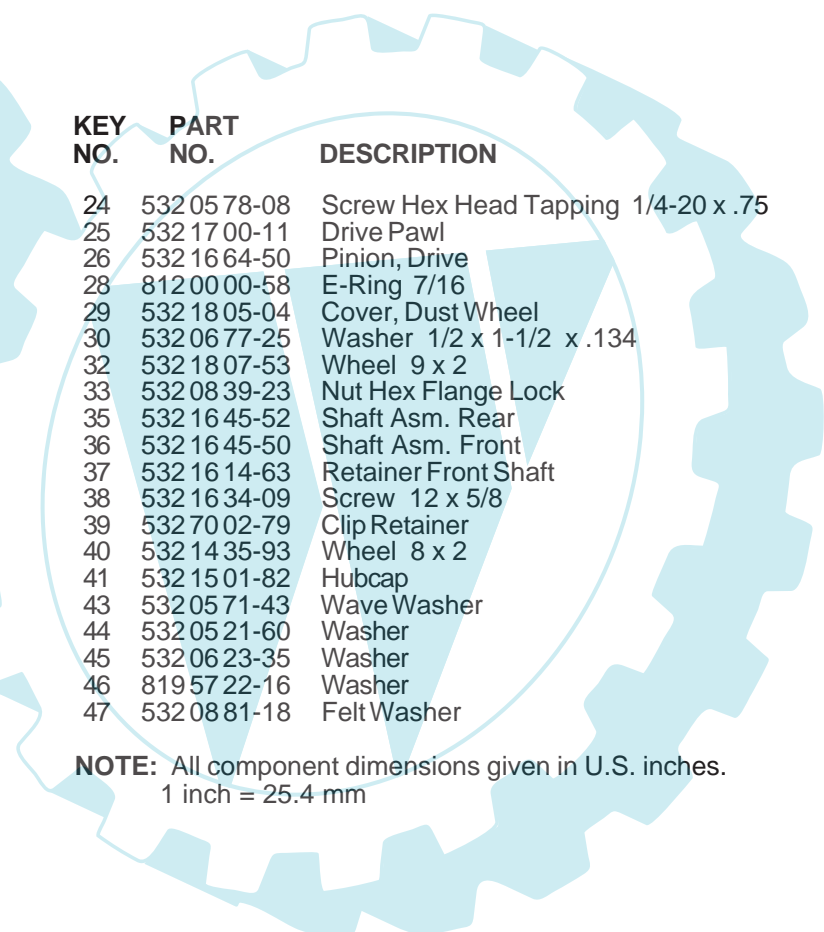 KEY PART
NO. NO. DESCRIPTION
24 532 05 78-08 Screw Hex Head Tapping 1/4-20 x .75
25 532 17 00-11 Drive Pawl
26 532 16 64-50 Pinion, Drive
28 812 00 00-58 E-Ring 7/16
29 532 18 05-04 Cover, Dust Wheel
30 532 06 77-25 Washer 1/2 x 1-1/2 x .134
32 532 18 07-53 Wheel 9 x 2
33 532 08 39-23 Nut Hex Flange Lock
35 532 16 45-52 Shaft Asm. Rear
36 532 16 45-50 Shaft Asm. Front
37 532 16 14-63 Retainer Front Shaft
38 532 16 34-09 Screw 12 x 5/8
39 532 70 02-79 Clip Retainer
40 532 14 35-93 Wheel 8 x 2
41 532 15 01-82 Hubcap
43 532 05 71-43 Wave Washer
44 532 05 21-60 Washer
45 532 06 23-35 Washer
46 819 57 22-16 Washer
47 532 08 81-18 Felt Washer
NOTE: All component dimensions given in U.S. inches.
1 inch = 25.4 mm